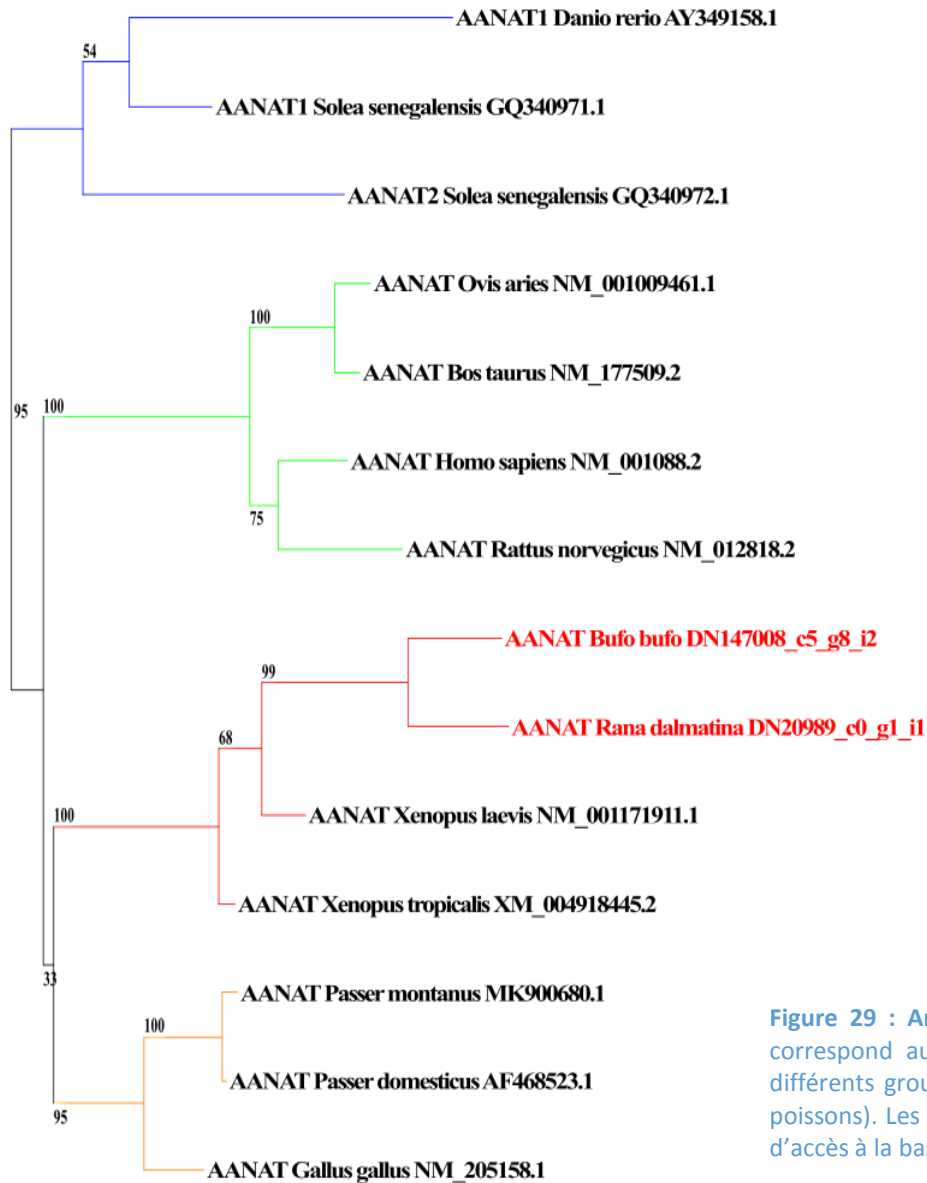 AANAT1 Danio rerio AY349158.1
54
AANAT1 Solea senegalensis GQ340971.1
AANAT2 Solea senegalensis GQ340972.1
AANAT Ovis aries NM_001009461.1
100
AANAT Bos taurus NM_177509.2
95 100
AANAT Homo sapiens NM_001088.2
75
AANAT Rattus norvegicus NM_012818.2
AANAT Bufo bufo DN147008_c5_g8_i2
99
AANAT Rana dalmatina DN20989_c0_g1_i1
68
100
AANAT Xenopus laevis NM_001171911.1
AANAT Xenopus tropicalis XM_004918445.2
33
AANAT Passer montanus MK900680.1
100
AANAT Passer domesticus AF468523.1
95
AANAT Gallus gallus NM_205158.1
Figure 29 :
correspond au
différents
poissons). Les
d'accès à la